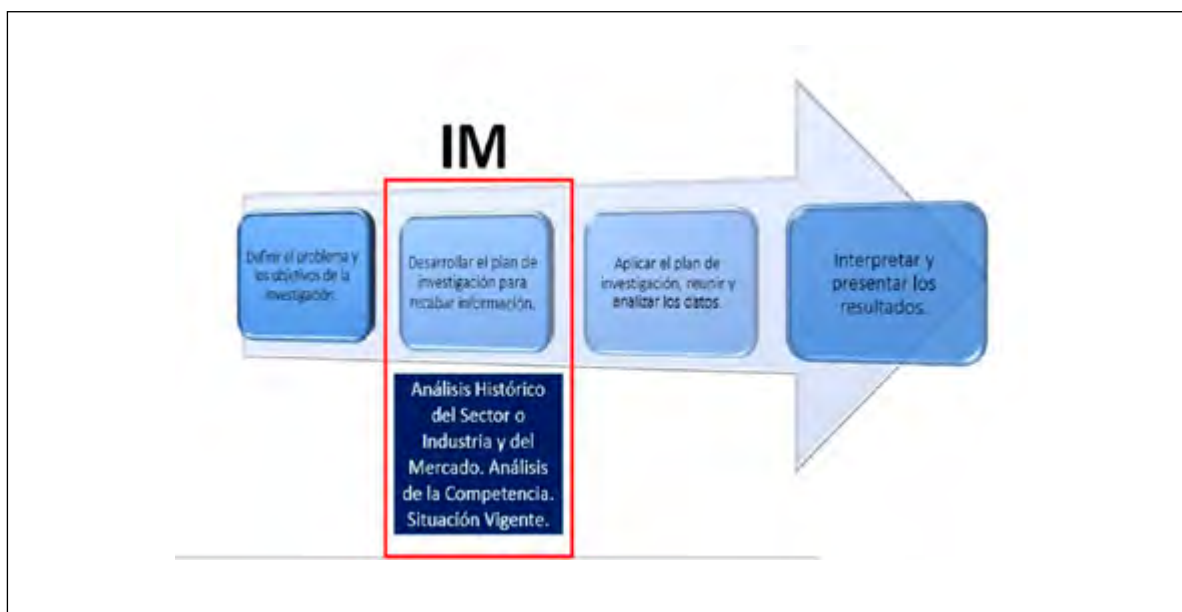 IM
Definir el problema y
los objetivos de la
investigación.
Desarrollar el plan de
investigación para
recabar información.
Aplicar el plan de
investigación, reunir y
analizar los datos.
Interpretar y
presentar los
resultados.
Análisis Histórico
del Sector o
Industria y del
Mercado. Análisis
de la Competencia.
Situación Vigente.